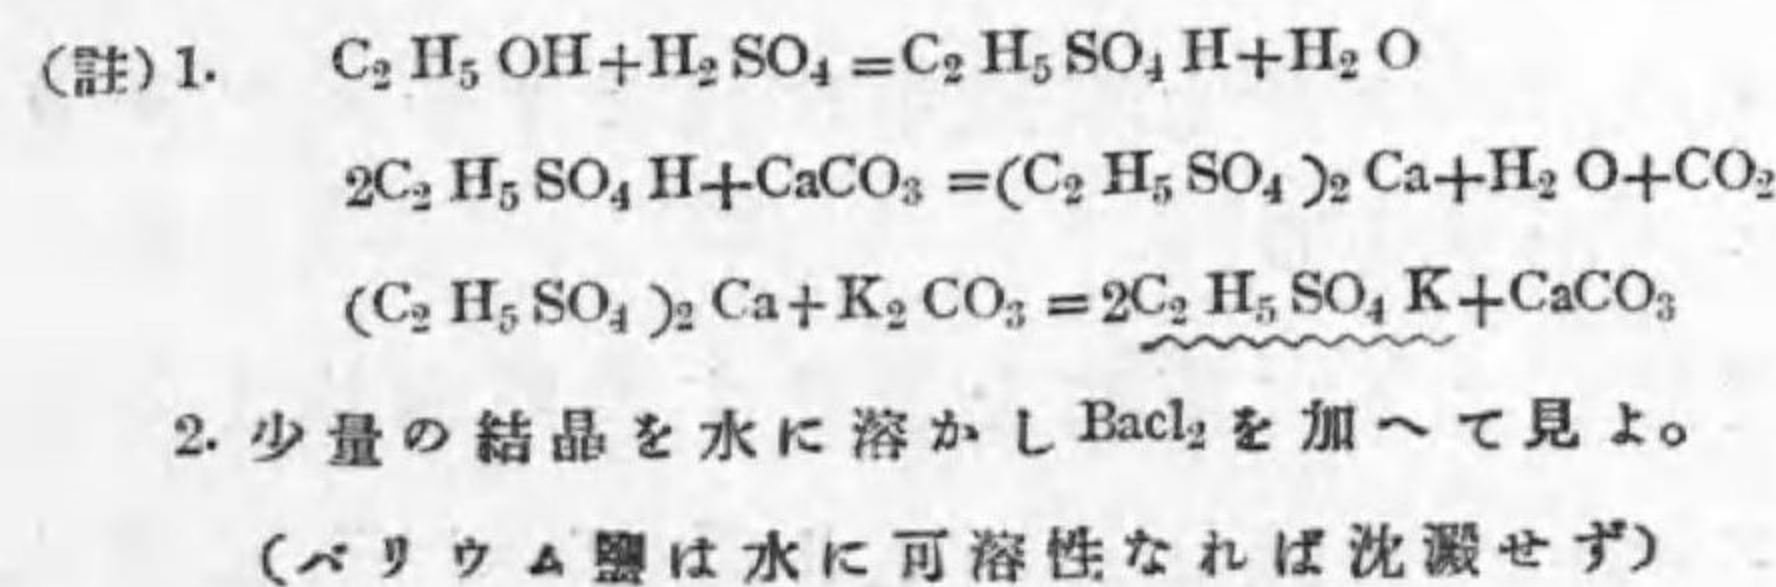 (註) 1. C₂H₅OH+H₂SO₄=C₂H₅SO₄H+H₂O
2C₂H₅SO₄H+CaCO₃=(C₂H₅SO₄)₂Ca+H₂O+CO₂
(C₂H₅SO₄)₂Ca+K₂CO₃=2C₂H₅SO₄K+CaCO₃
2. 少量の結晶を水に溶かしBacl₂を加へて見よ。
(ベリウム鹽は水に可溶性なれば沈澱せず)